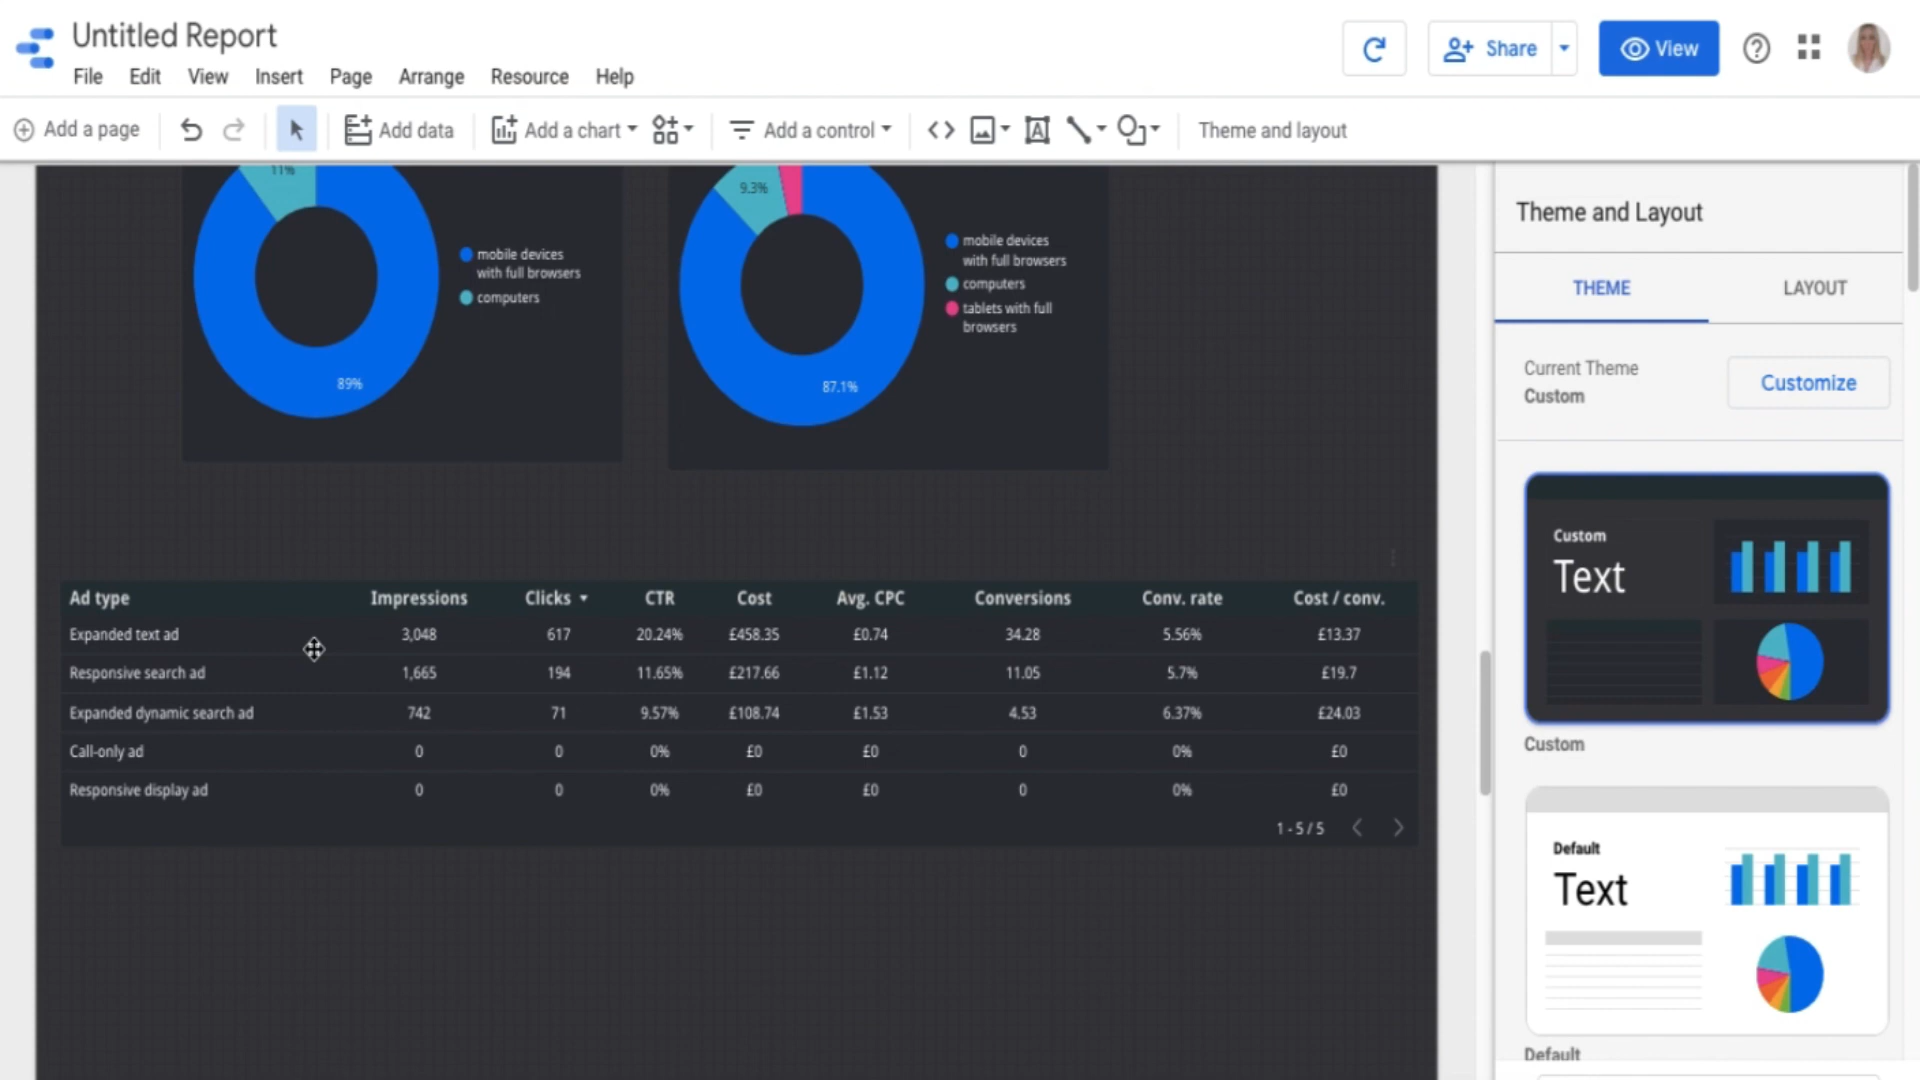 Untitled Report
File Edit View Insert Page Arrange Resource Help
Share View
Add a page Add data Add a chart Add a control Theme and layout
11%
9.3%
mobile devices
with full browsers
computers
89%
mobile devices
with full browsers
computers
tablets with full
browsers
87.1%
Ad type Impressions Clicks CTR Cost Avg. CPC Conversions Conv. rate Cost / conv.
Expanded text ad 3,048 617 20.24% £458.35 £0.74 34.28 5.56% £13.37
Responsive search ad 1,665 194 11.65% £217.66 £1.12 11.05 5.7% £19.7
Expanded dynamic search ad 742 71 9.57% £108.74 £1.53 4.53 6.37% £24.03
Call-only ad 0 0 0% £0 £0 0 0% £0
Responsive display ad 0 0 0% £0 £0 0 0% £0
1 - 5 / 5
Theme and Layout
THEME LAYOUT
Current Theme
Custom
Customize
Custom
Text
Custom
Default
Text
Default